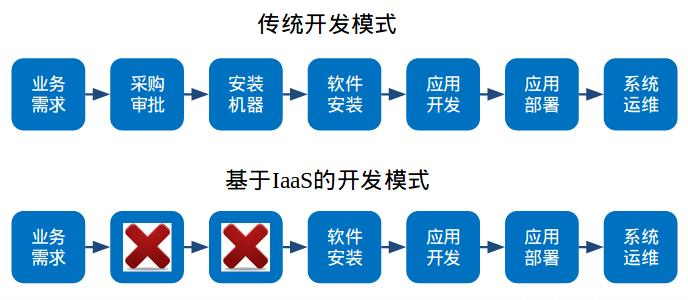 传统开发模式
业务
需求
采购
审批
安装
机器
软件
安装
应用
开发
应用
部署
系统
运维
基于IaaS的开发模式
业务
需求
软件
安装
应用
开发
应用
部署
系统
运维